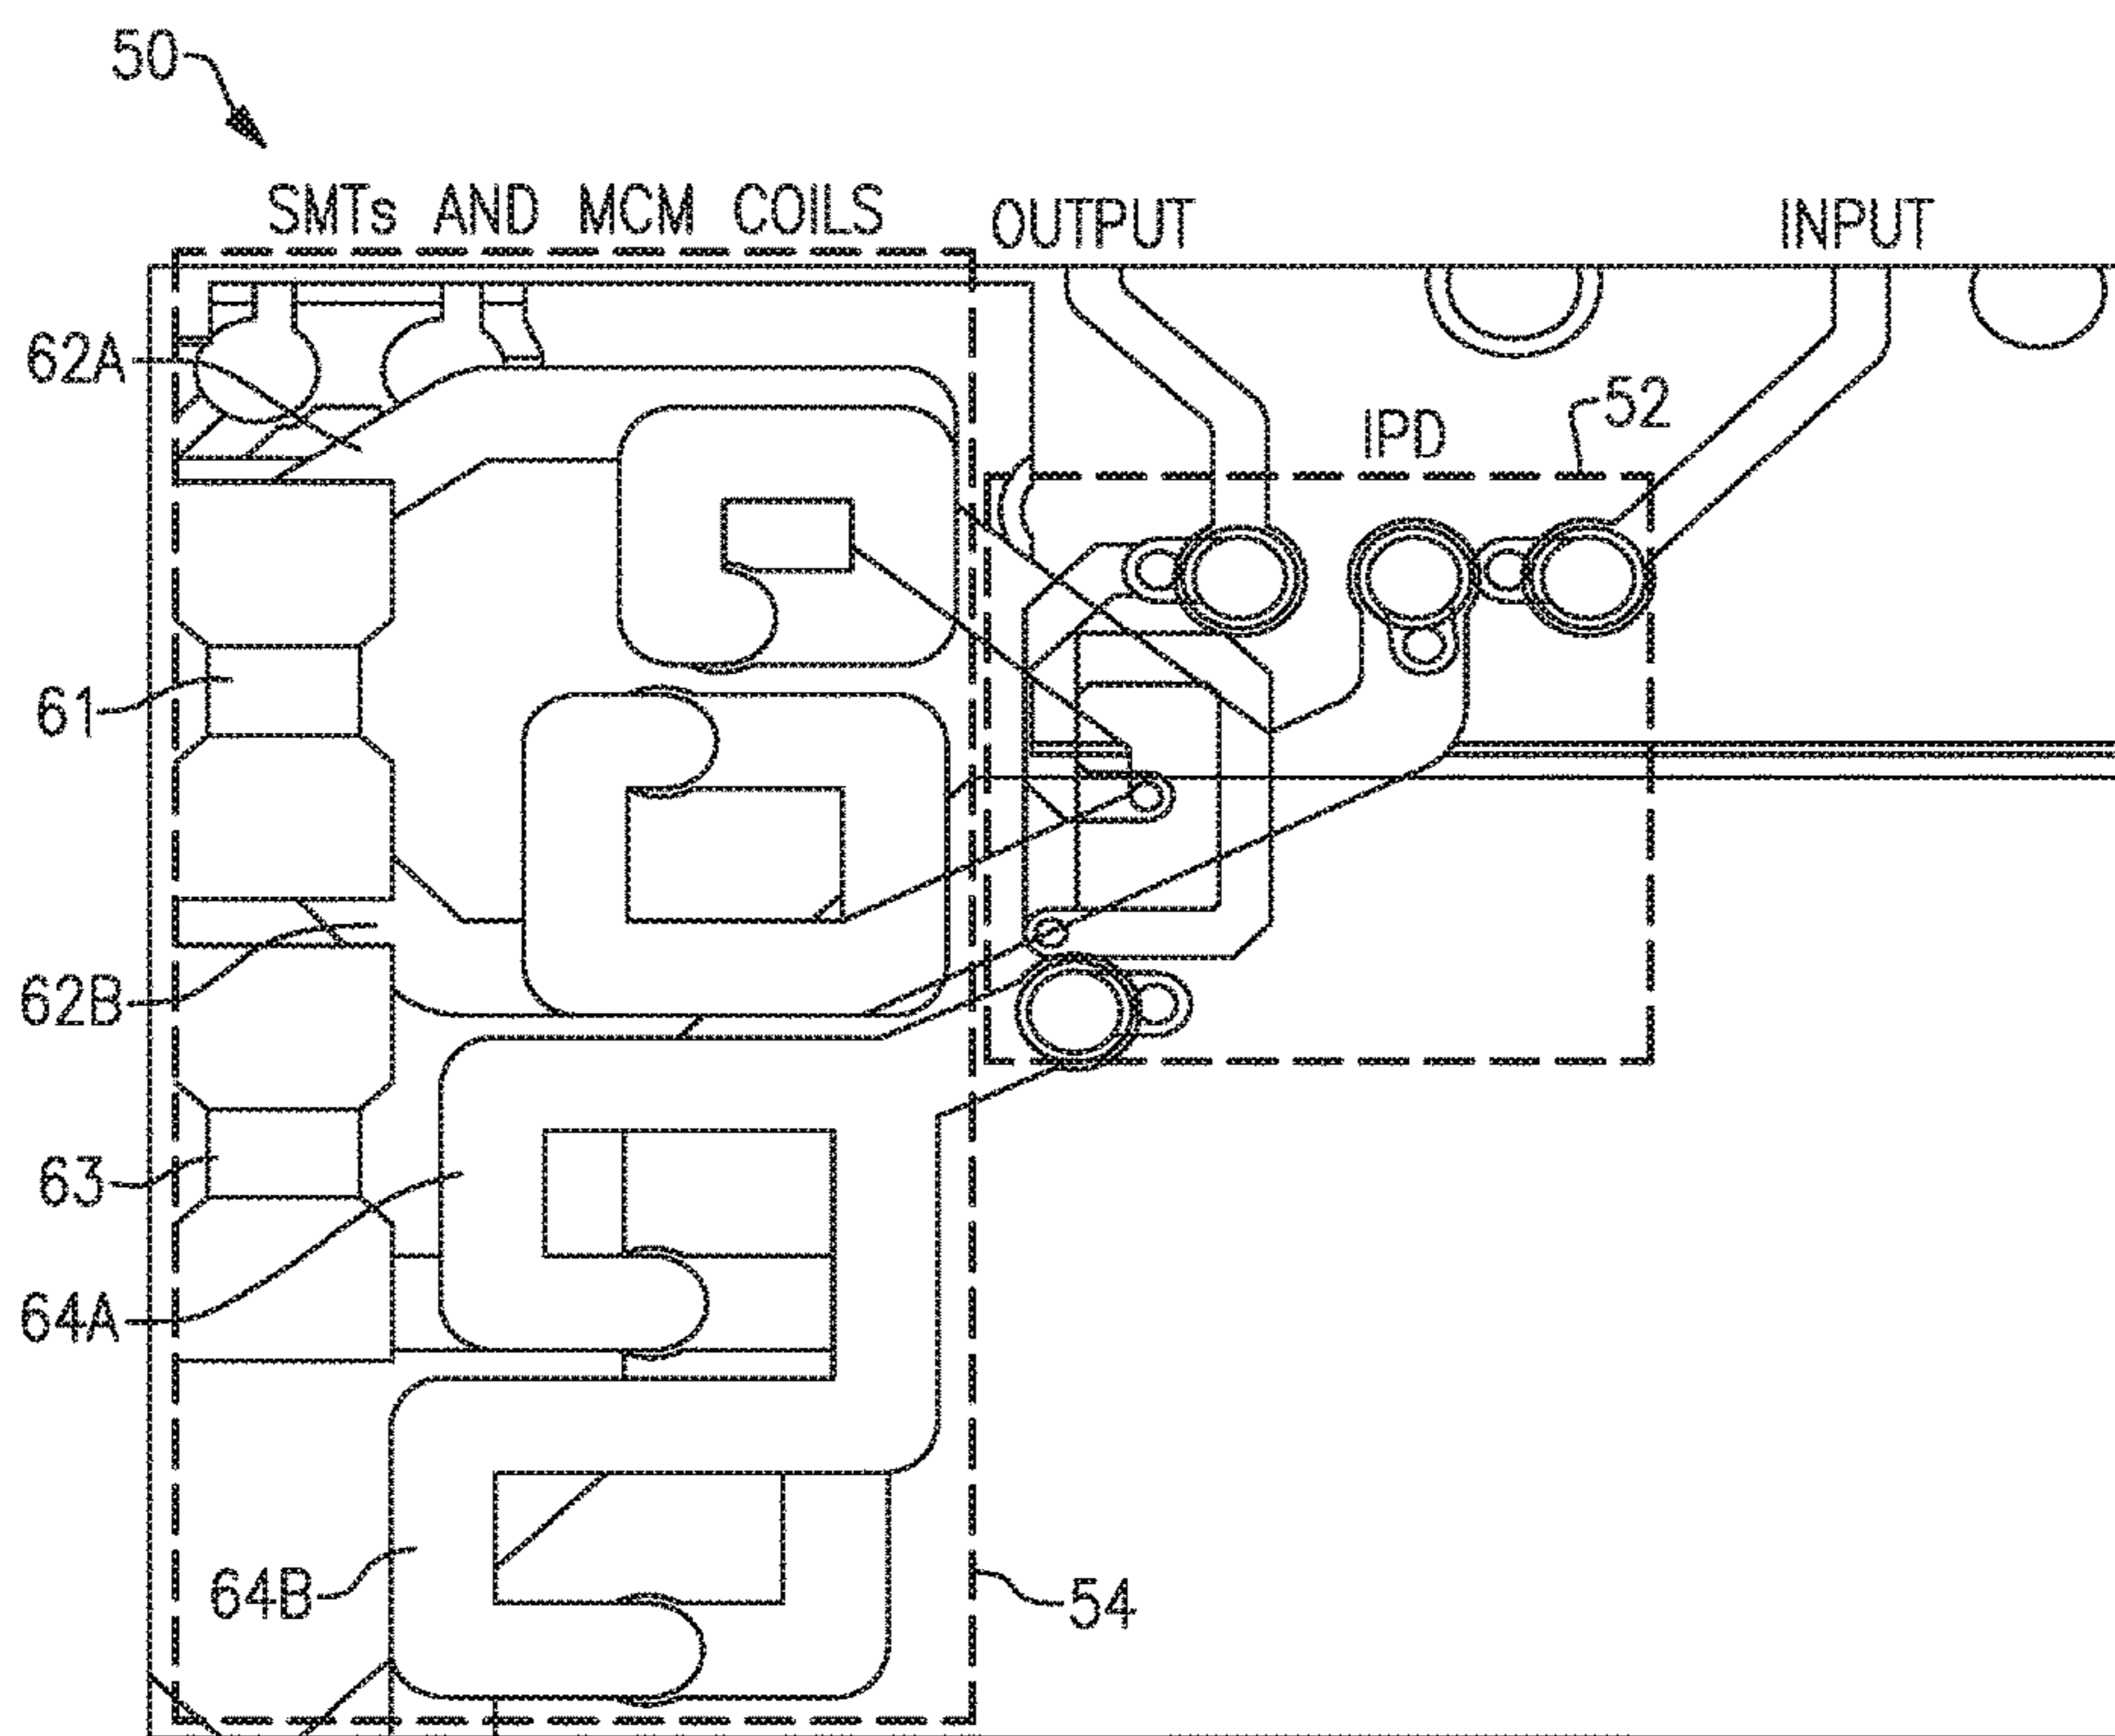 50
SMTs AND MCM COILS
OUTPUT
INPUT
62A
52
IPD
61
62B
63
64A
64B
54